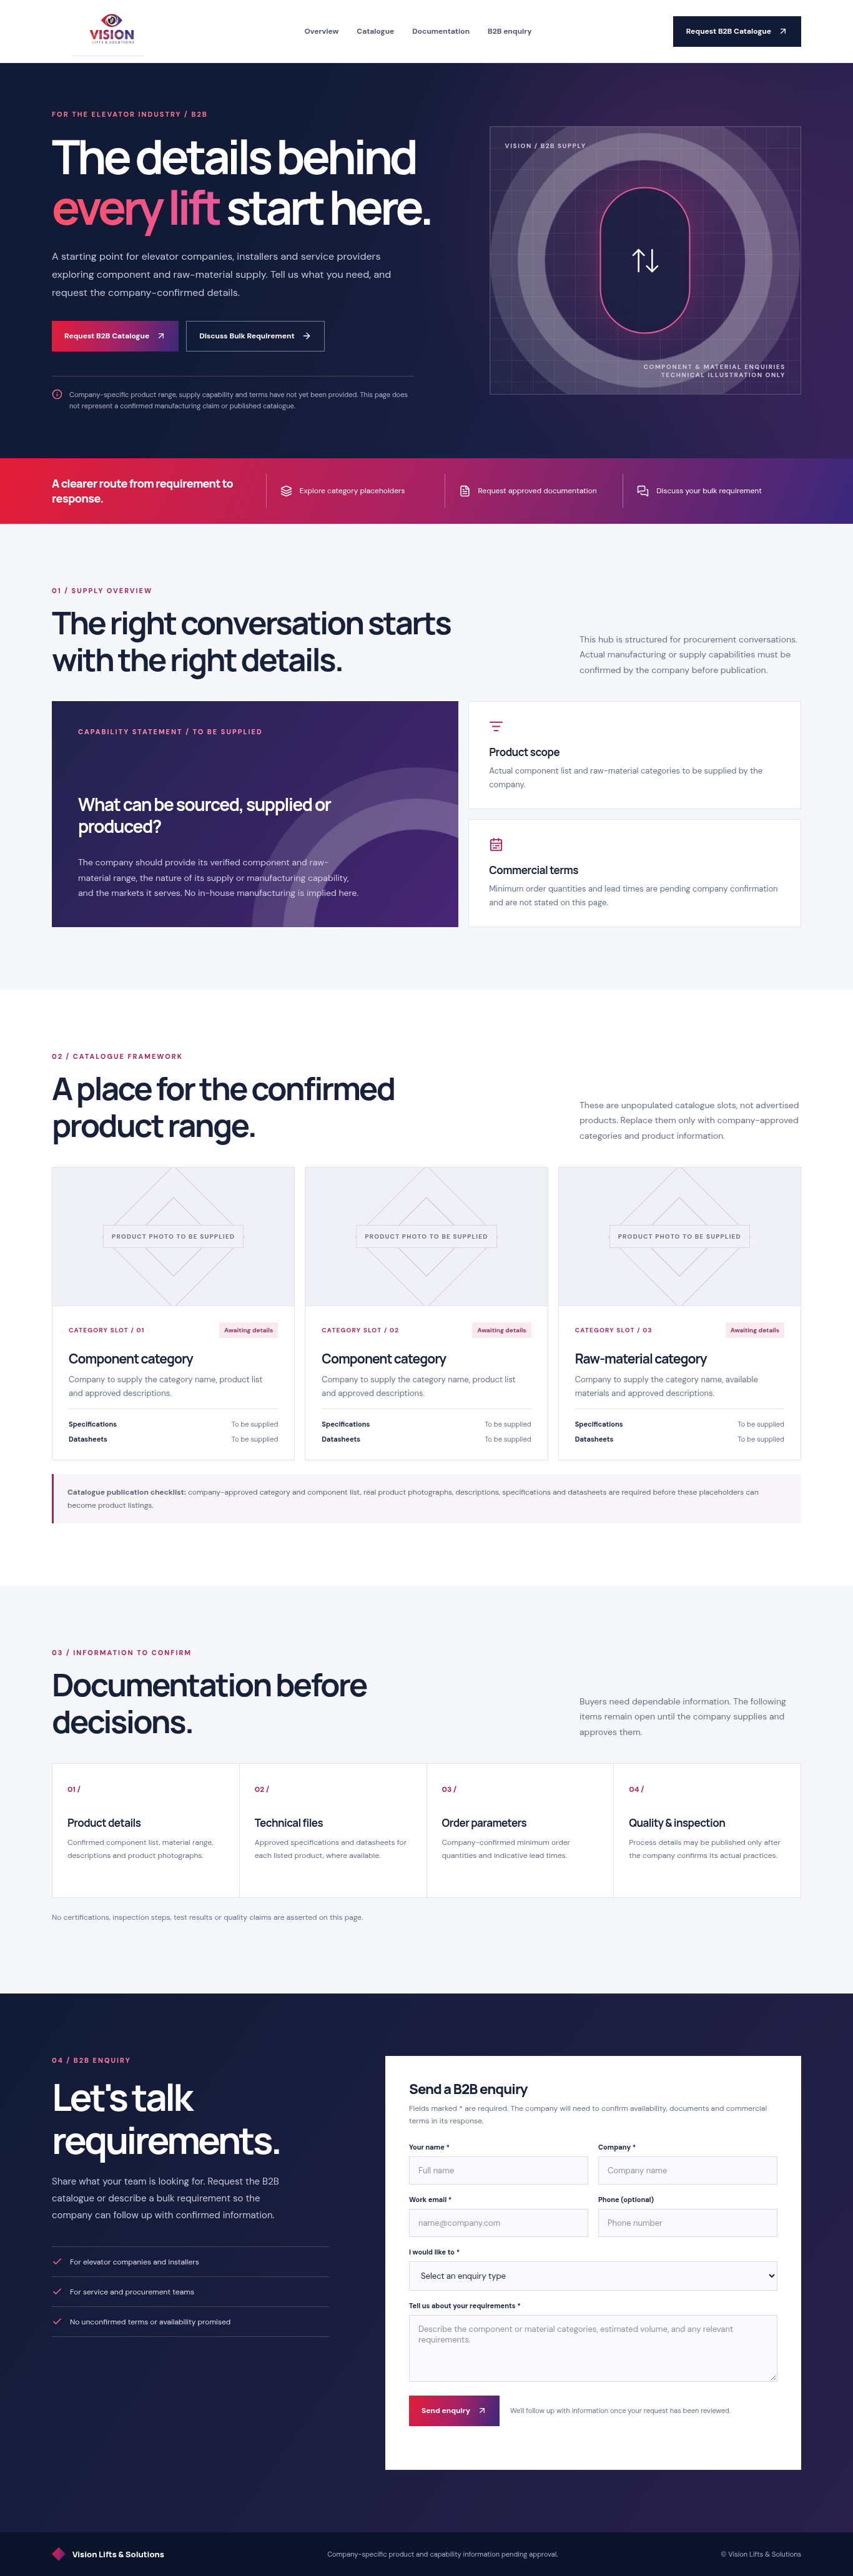 VISION
LIFTS & SOLUTIONS
Overview
Catalogue
Documentation
B2B enquiry
Request B2B Catalogue
FOR THE ELEVATOR INDUSTRY / B2B
The details behind
every lift start here.
A starting point for elevator companies, installers and service providers
exploring component and raw-material supply. Tell us what you need, and
request the company-confirmed details.
Request B2B Catalogue
Discuss Bulk Requirement
Company-specific product range, supply capability and terms have not yet been provided. This page does
not represent a confirmed manufacturing claim or published catalogue.
VISION / B2B SUPPLY
COMPONENT & MATERIAL ENQUIRIES
TECHNICAL ILLUSTRATION ONLY
A clearer route from requirement to
response.
Explore category placeholders
Request approved documentation
Discuss your bulk requirement
01 / SUPPLY OVERVIEW
The right conversation starts
with the right details.
This hub is structured for procurement conversations.
Actual manufacturing or supply capabilities must be
confirmed by the company before publication.
CAPABILITY STATEMENT / TO BE SUPPLIED
What can be sourced, supplied or
produced?
The company should provide its verified component and raw-
material range, the nature of its supply or manufacturing capability,
and the markets it serves. No in-house manufacturing is implied here.
Product scope
Actual component list and raw-material categories to be supplied by the
company.
Commercial terms
Minimum order quantities and lead times are pending company confirmation
and are not stated on this page.
02 / CATALOGUE FRAMEWORK
A place for the confirmed
product range.
These are unpopulated catalogue slots, not advertised
products. Replace them only with company-approved
categories and product information.
PRODUCT PHOTO TO BE SUPPLIED
CATEGORY SLOT / 01
Awaiting details
Component category
Company to supply the category name, product list
and approved descriptions.
Specifications
To be supplied
Datasheets
To be supplied
PRODUCT PHOTO TO BE SUPPLIED
CATEGORY SLOT / 02
Awaiting details
Component category
Company to supply the category name, product list
and approved descriptions.
Specifications
To be supplied
Datasheets
To be supplied
PRODUCT PHOTO TO BE SUPPLIED
CATEGORY SLOT / 03
Awaiting details
Raw-material category
Company to supply the category name, available
materials and approved descriptions.
Specifications
To be supplied
Datasheets
To be supplied
Catalogue publication checklist: company-approved category and component list, real product photographs, descriptions, specifications and datasheets are required before these placeholders can
become product listings.
03 / INFORMATION TO CONFIRM
Documentation before
decisions.
Buyers need dependable information. The following
items remain open until the company supplies and
approves them.
01 /
Product details
Confirmed component list, material range,
descriptions and product photographs.
02 /
Technical files
Approved specifications and datasheets for
each listed product, where available.
03 /
Order parameters
Company-confirmed minimum order
quantities and indicative lead times.
04 /
Quality & inspection
Process details may be published only after
the company confirms its actual practices.
No certifications, inspection steps, test results or quality claims are asserted on this page.
04 / B2B ENQUIRY
Let's talk
requirements.
Share what your team is looking for. Request the B2B
catalogue or describe a bulk requirement so the
company can follow up with confirmed information.
For elevator companies and installers
For service and procurement teams
No unconfirmed terms or availability promised
Send a B2B enquiry
Fields marked * are required. The company will need to confirm availability, documents and commercial
terms in its response.
Your name *
Full name
Company *
Company name
Work email *
name@company.com
Phone (optional)
Phone number
I would like to *
Select an enquiry type
Tell us about your requirements *
Describe the component or material categories, estimated volume, and any relevant
requirements.
Send enquiry
We'll follow up with information once your request has been reviewed.
Vision Lifts & Solutions
Company-specific product and capability information pending approval.
© Vision Lifts & Solutions